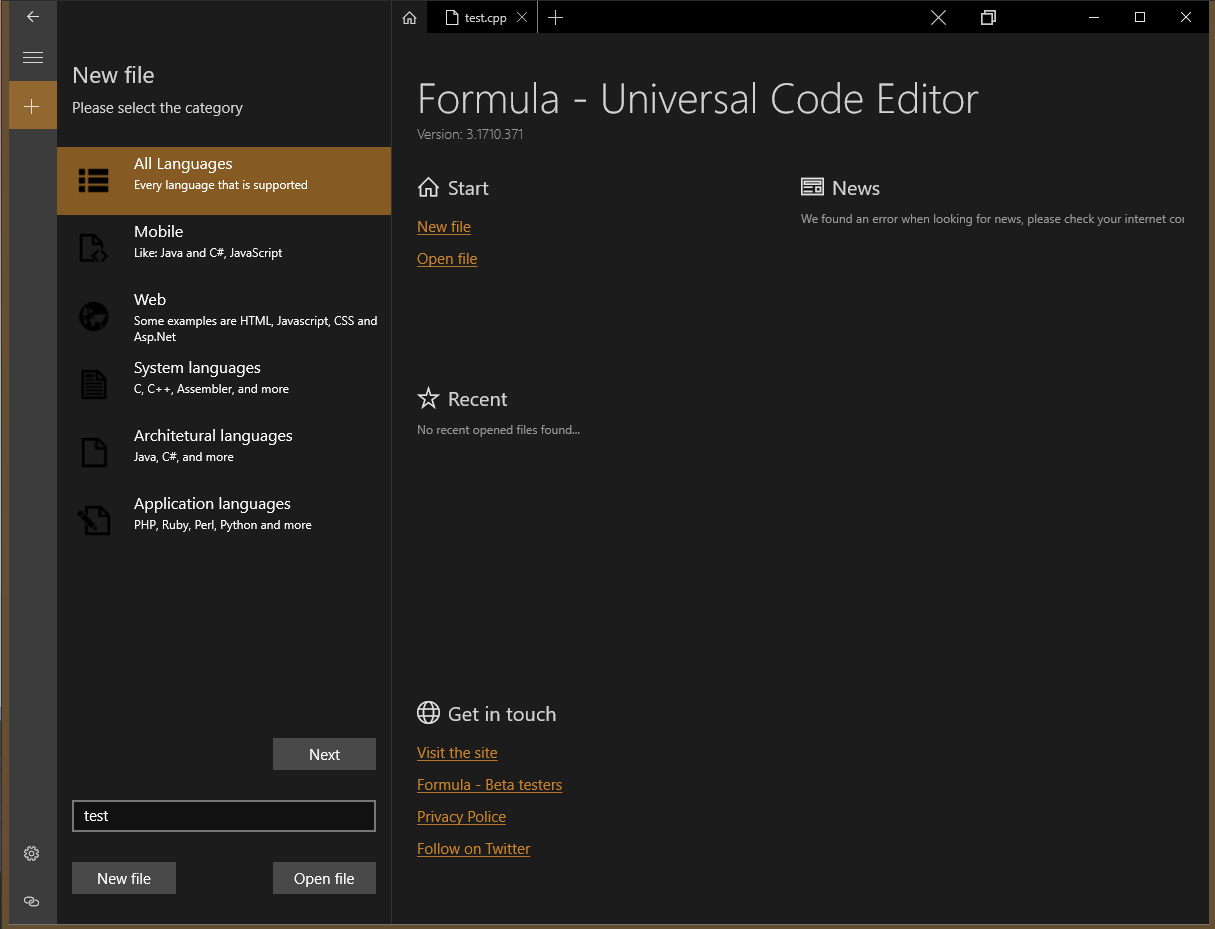 test.cpp
New file
Please select the category
All Languages
Every language that is supported
Mobile
Like: Java and C#, JavaScript
Web
Some examples are HTML, Javascript, CSS and
Asp.Net
System languages
C, C++, Assembler, and more
Architetural languages
Java, C#, and more
Application languages
PHP, Ruby, Perl, Python and more
Next
test
New file
Open file
Formula - Universal Code Editor
Version: 3.1710.371
Start
New file
Open file
News
We found an error when looking for news, please check your internet
Recent
No recent opened files found...
Get in touch
Visit the site
Formula - Beta testers
Privacy Police
Follow on Twitter